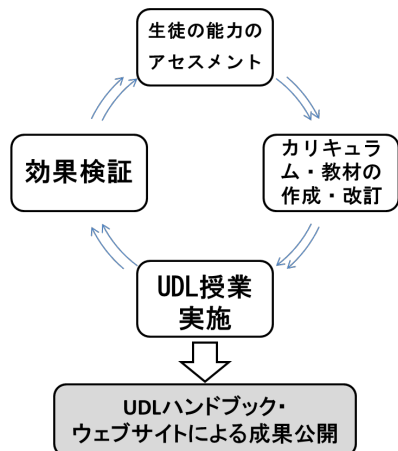 生徒の能力の
アセスメント
カリキュラ
ム・教材の
作成・改訂
効果検証
UDL授業
実施
UDLハンドブック・
ウェブサイトによる成果公開